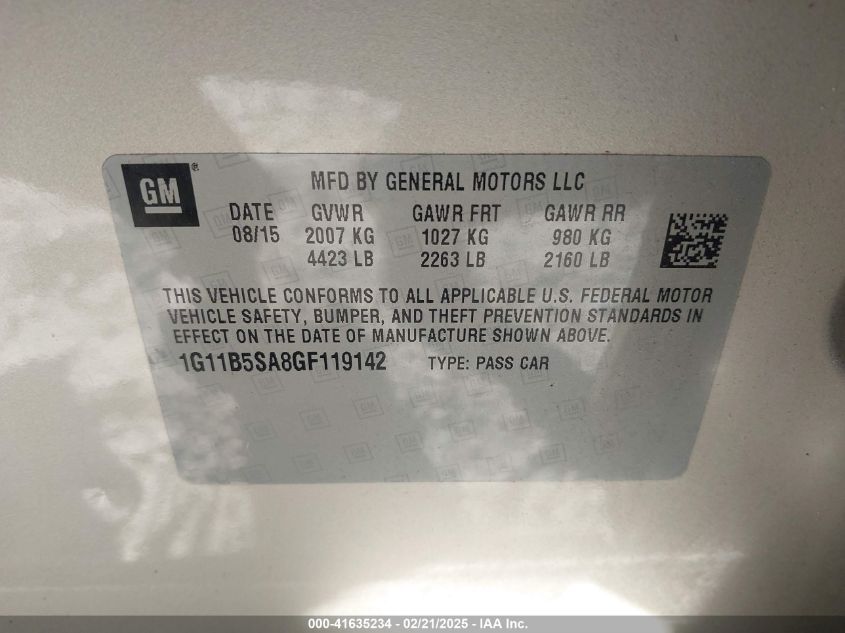 GM ®
MFD BY GENERAL MOTORS LLC
DATE GVWR GAWR FRT GAWR RR
08/15 2007 KG 1027 KG 980 KG
4423 LB 2263 LB 2160 LB
THIS VEHICLE CONFORMS TO ALL APPLICABLE U.S. FEDERAL MOTOR
VEHICLE SAFETY, BUMPER, AND THEFT PREVENTION STANDARDS IN
EFFECT ON THE DATE OF MANUFACTURE SHOWN ABOVE.
1G11B5SA8GF119142 TYPE: PASS CAR
000-41635234 - 02/21/2025 - IAA Inc.